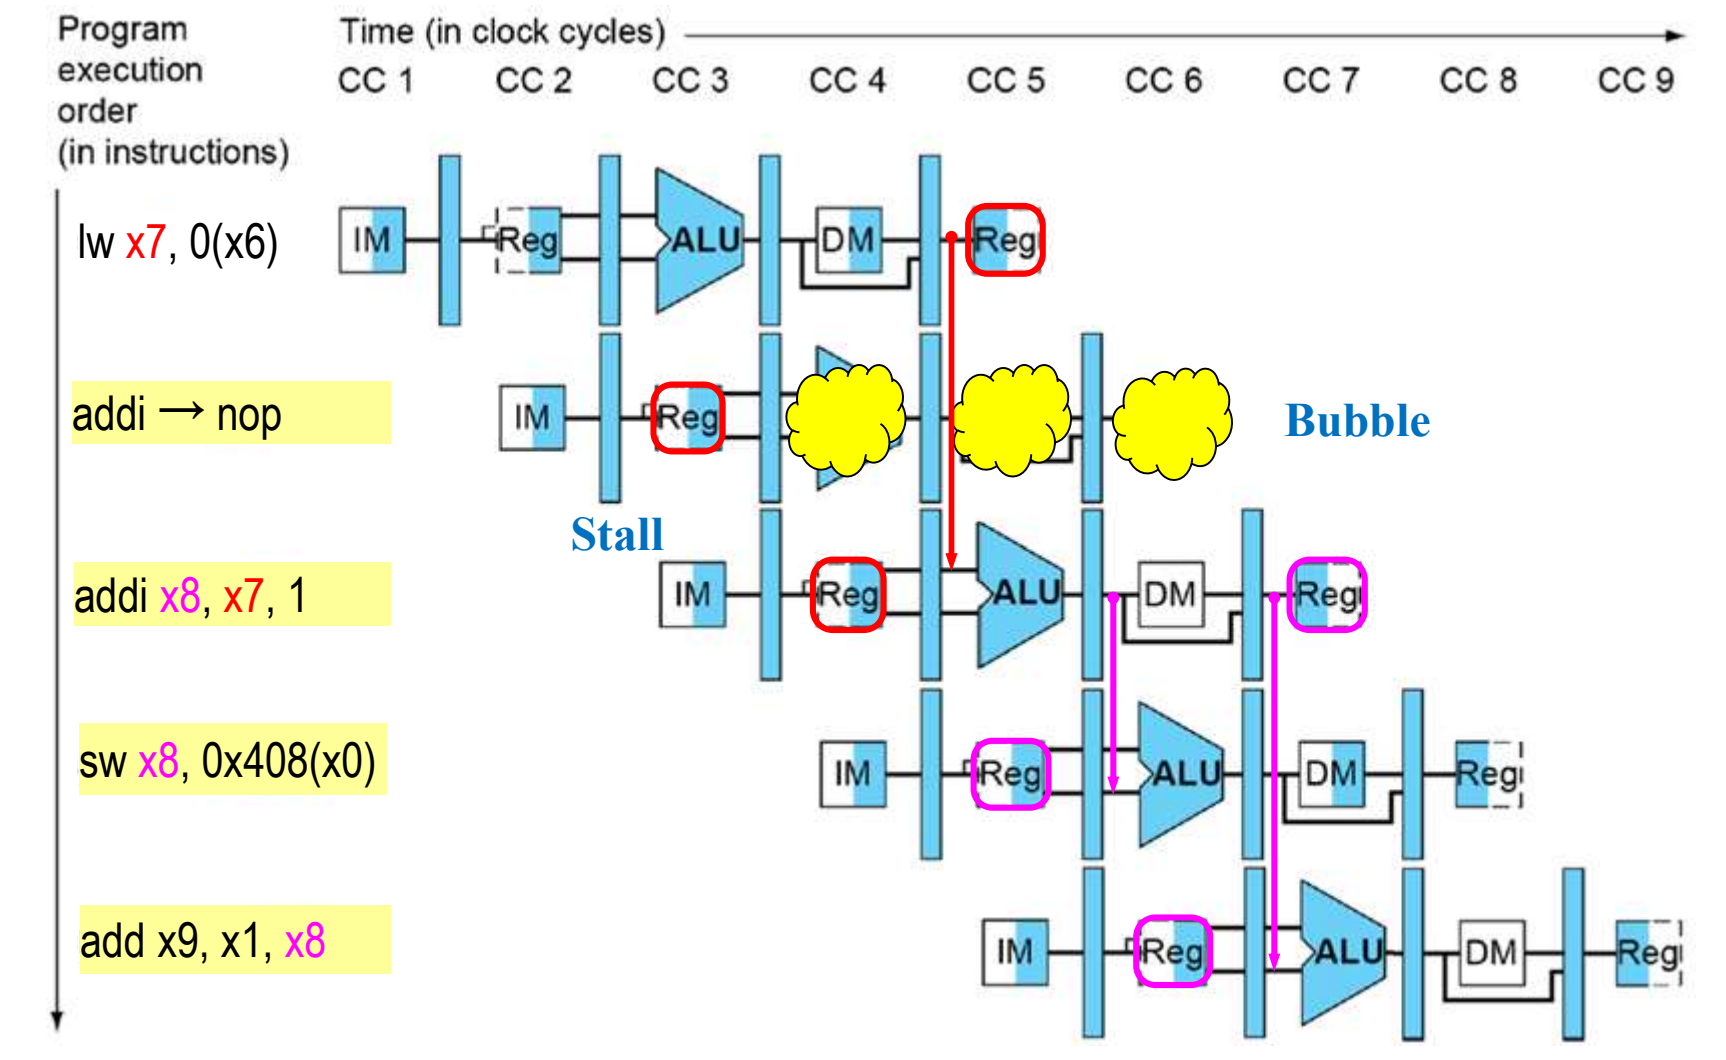 Program
execution
order
(in instructions)
Time (in clock cycles)
CC 1 CC 2 CC 3 CC 4 CC 5 CC 6 CC 7 CC 8 CC 9
lw x7, 0(x6)
IM Reg ALU DM Reg
addi → nop
IM Reg
Bubble
Stall
addi x8, x7, 1
IM Reg ALU DM Reg
sw x8, 0x408(x0)
IM Reg ALU DM Reg
add x9, x1, x8
IM Reg ALU DM Reg